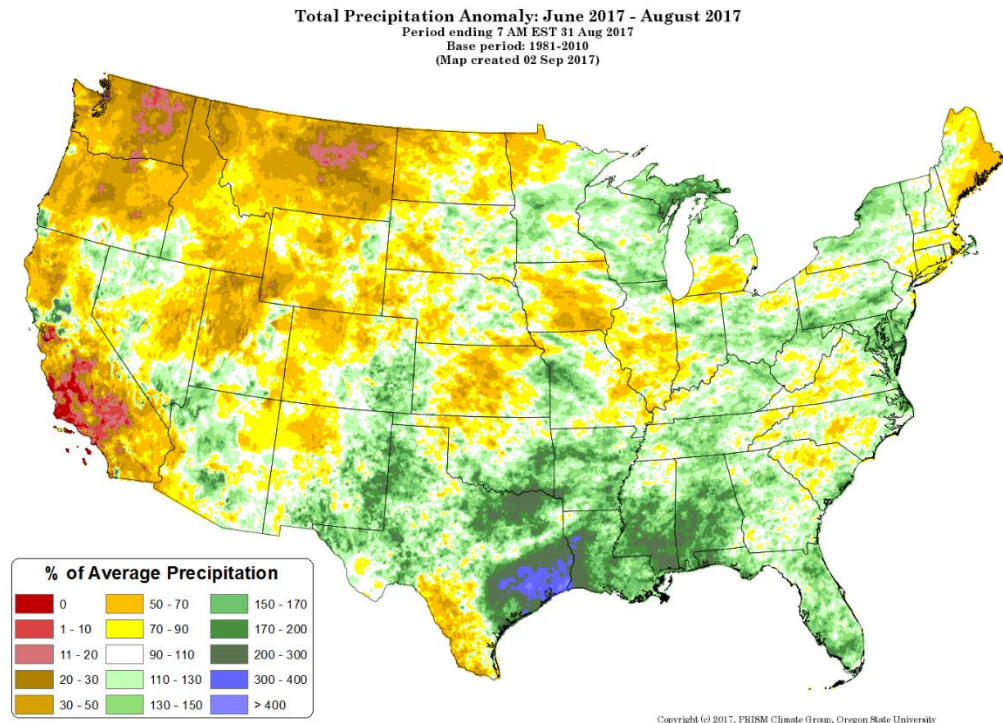 Total Precipitation Anomaly: June 2017 - August 2017
Period ending 7 AM EST 31 Aug 2017
Base period: 1981-2010
(Map created 02 Sep 2017)
% of Average Precipitation
0
1 - 10
11 - 20
20 - 30
30 - 50
50 - 70
70 - 90
90 - 110
110 - 130
130 - 150
150 - 170
170 - 200
200 - 300
300 - 400
> 400
Copyright (c) 2017, PRISM Climate Group, Oregon State University